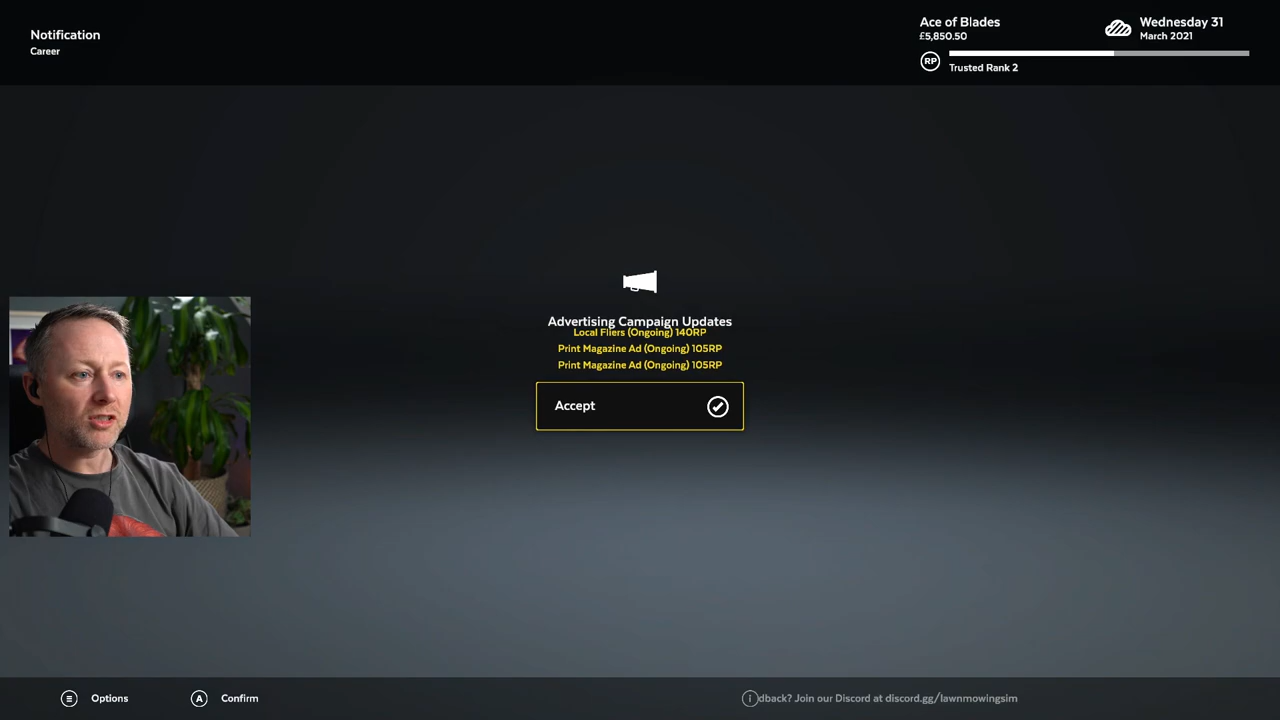 Notification
Career
Ace of Blades
£5,850.50
Wednesday 31
March 2021
RP
Trusted Rank 2
Advertising Campaign Updates
Local Fliers (Ongoing) 140RP
Print Magazine Ad (Ongoing) 105RP
Print Magazine Ad (Ongoing) 105RP
Accept
Options
A Confirm
i dback? Join our Discord at discord.gg/lawnmowingsim